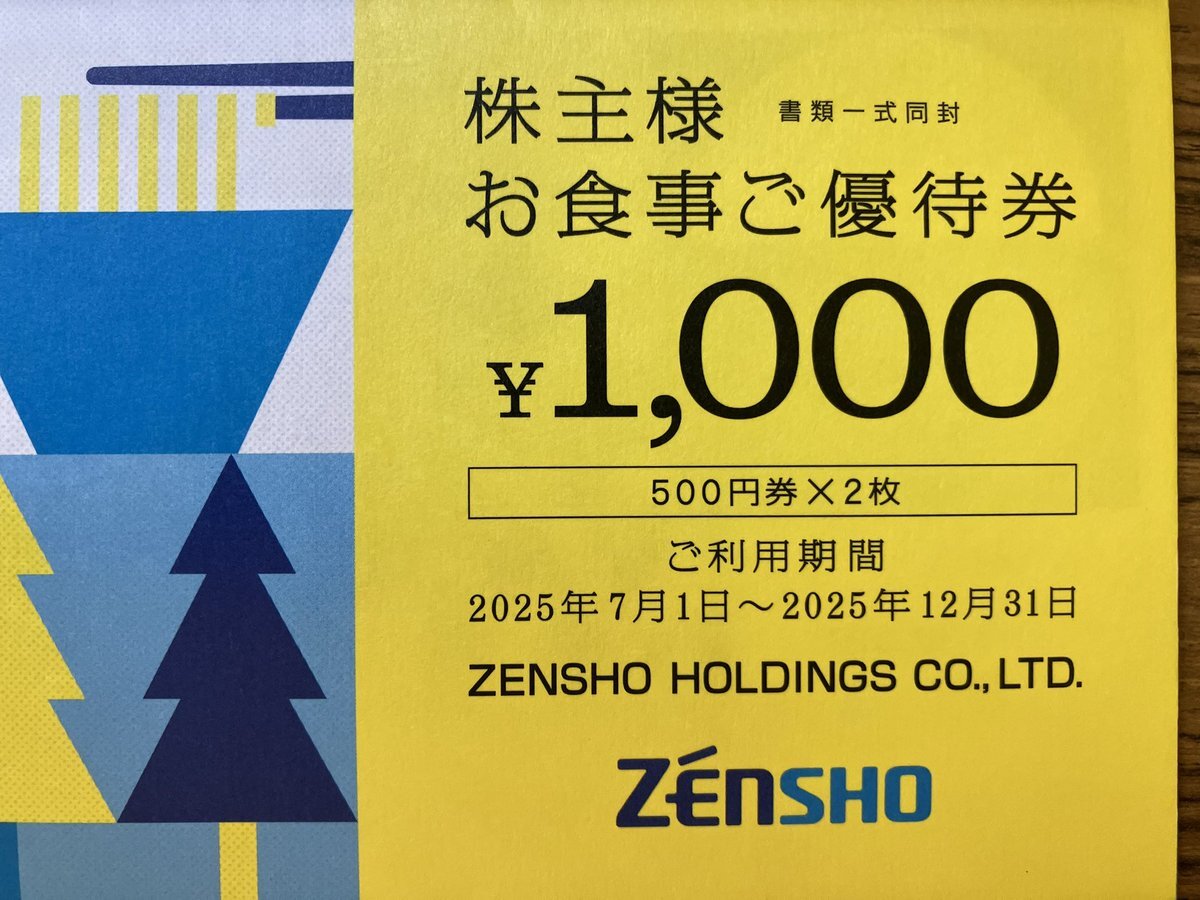 株主様 書類一式同封
お食事ご優待券
¥1,000
500円券×2枚
ご利用期間
2025年7月1日～2025年12月31日
ZENSHO HOLDINGS CO.,LTD.
ZÉNSHO